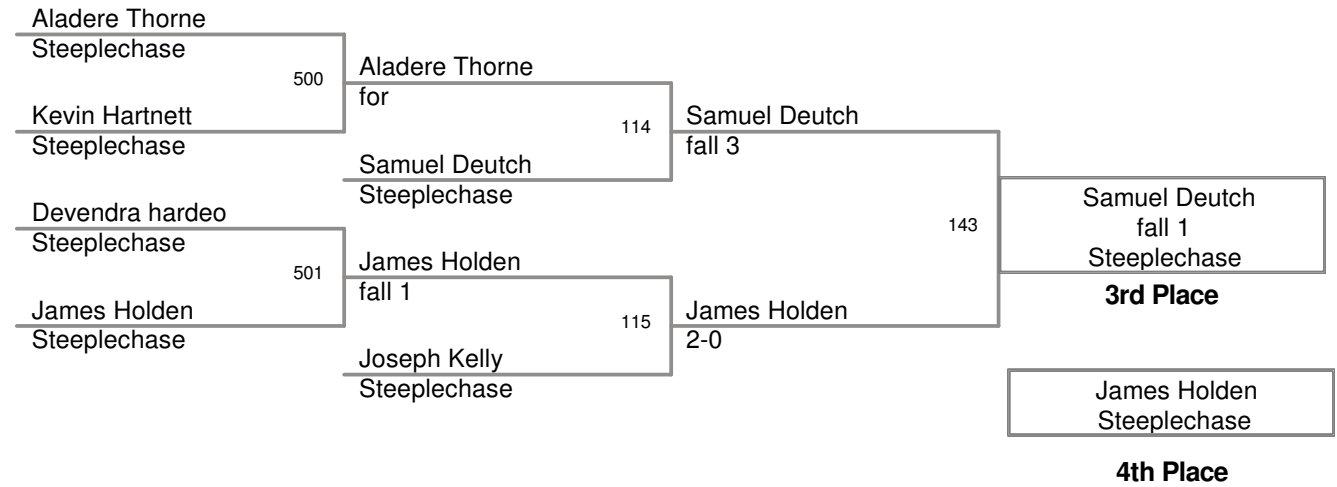 Aladere Thorne
Steeplechase
500
Kevin Hartnett
Steeplechase
Devendra hardeo
Steeplechase
501
James Holden
Steeplechase
Aladere Thorne
for
114
Samuel Deutch
Steeplechase
James Holden
fall 1
115
Joseph Kelly
Steeplechase
Samuel Deutch
fall 3
143
James Holden
2-0
Samuel Deutch
fall 1
Steeplechase
3rd Place
James Holden
Steeplechase
4th Place